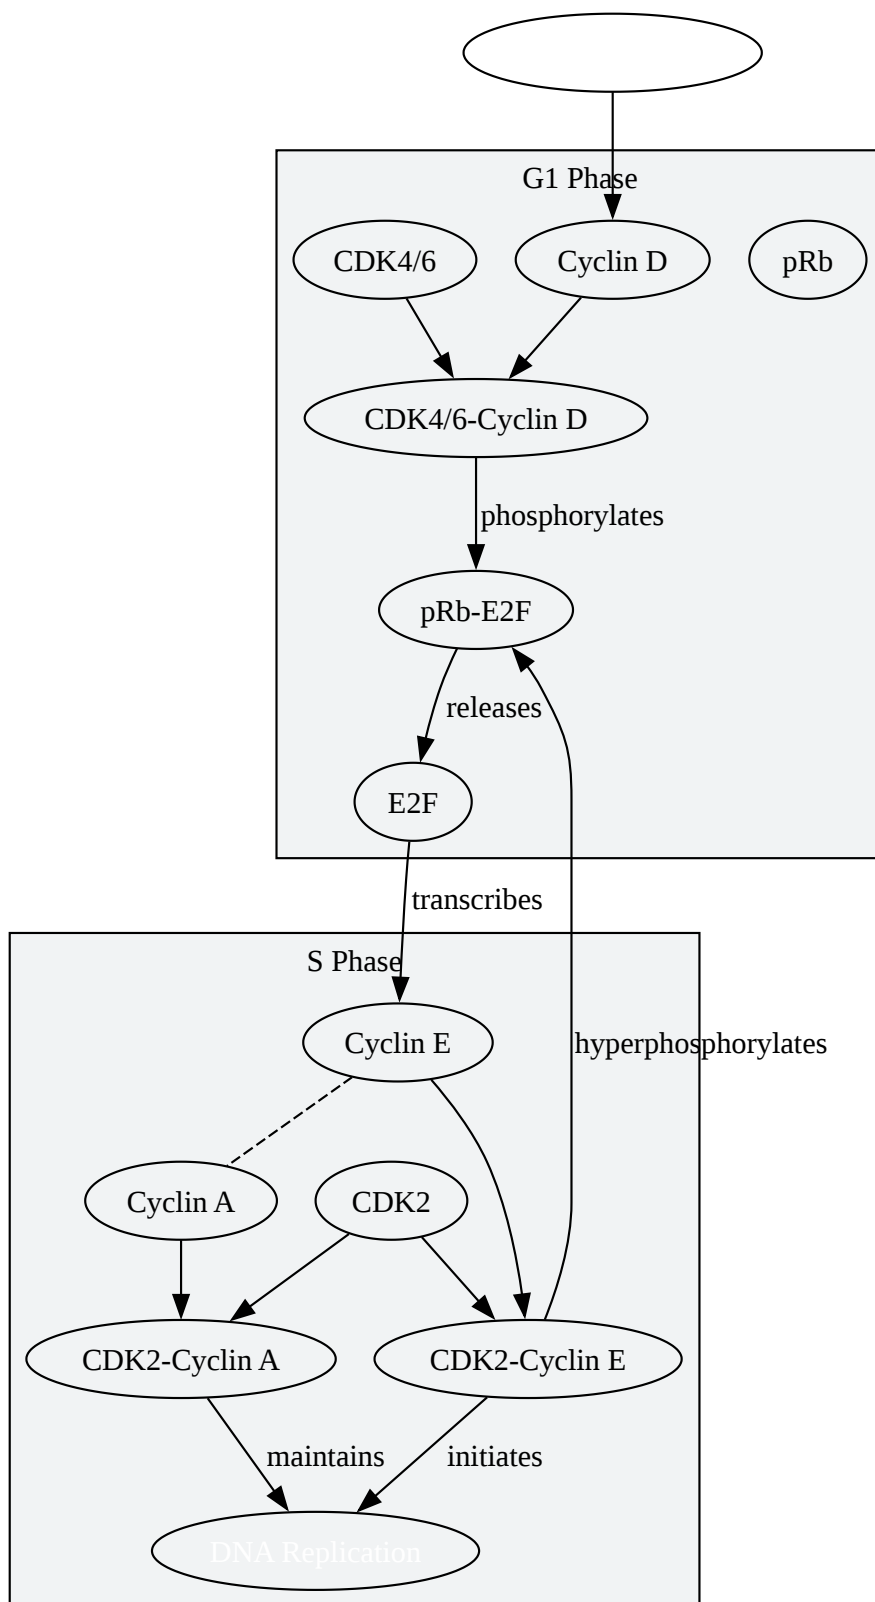 G1 Phase
CDK4/6
Cyclin D
pRb
CDK4/6-Cyclin D
phosphorylates
pRb-E2F
releases
E2F
transcribes
S Phase
Cyclin E
hyperphosphorylates
Cyclin A
CDK2
CDK2-Cyclin A
CDK2-Cyclin E
maintains
initiates
DNA Replication